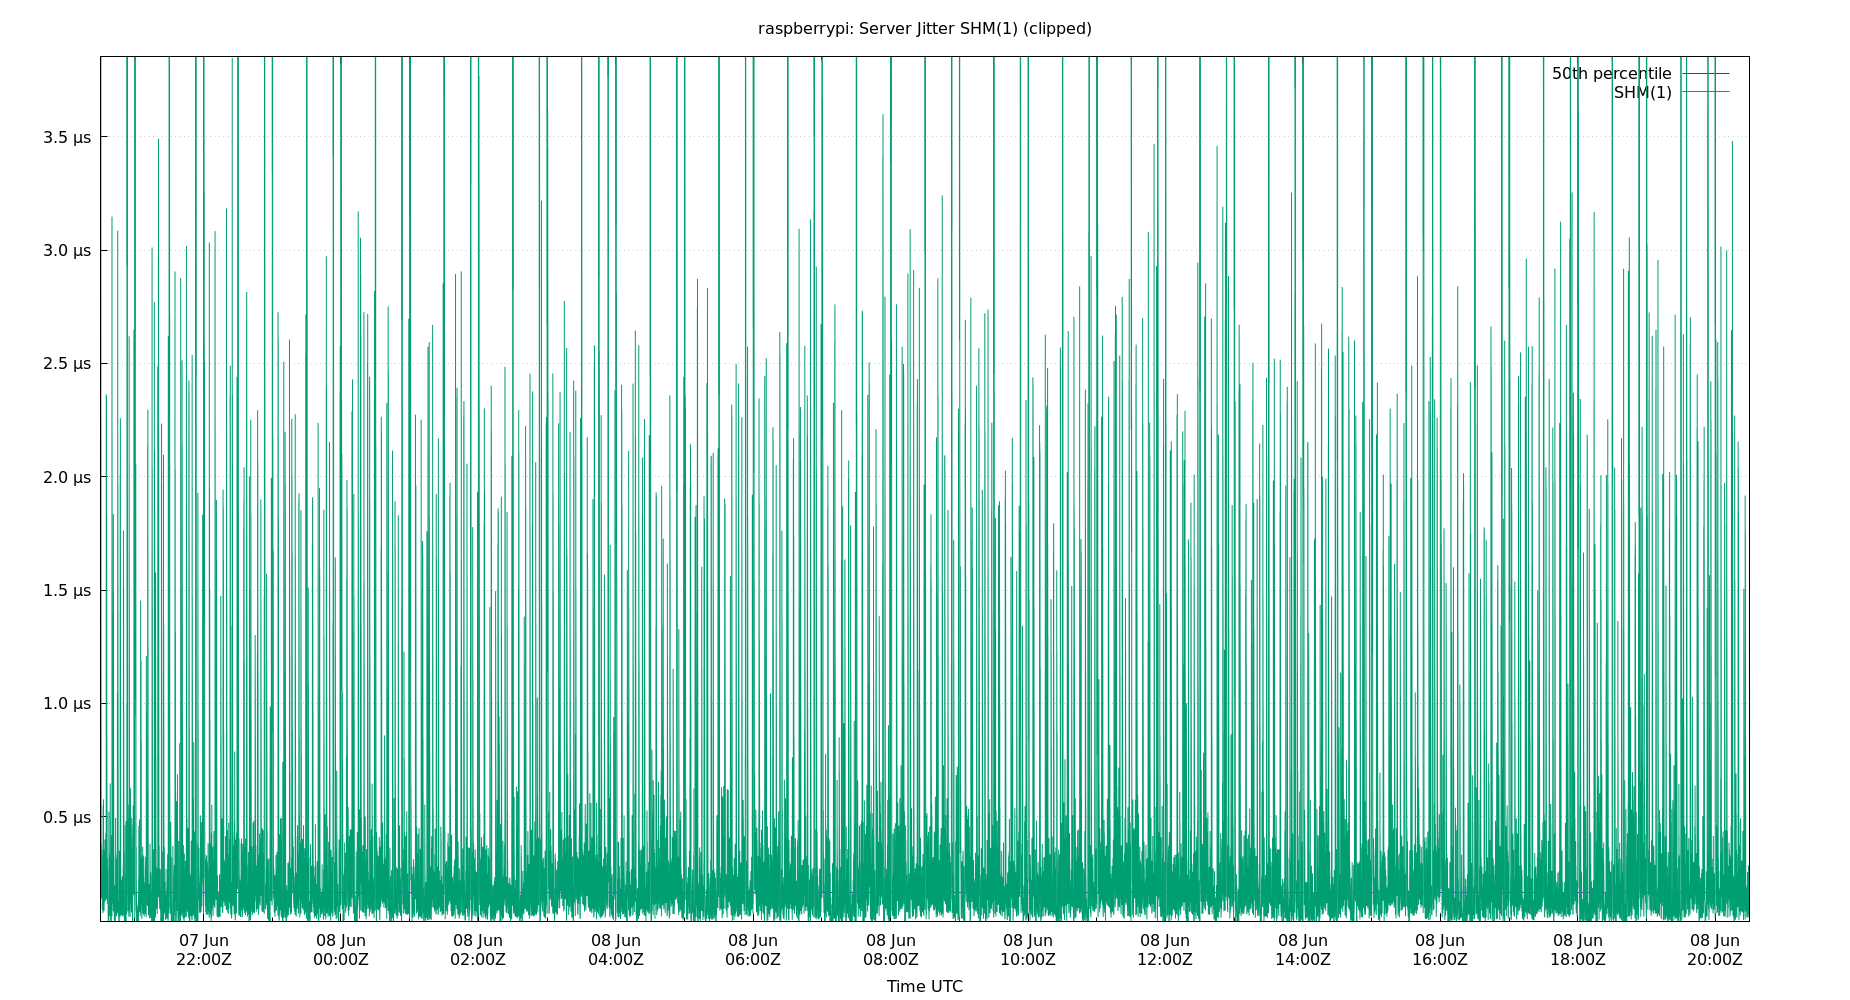 raspberrypi: Server Jitter SHM(1) (clipped)
50th percentile
SHM(1)
3.5 µs
3.0 µs
2.5 µs
2.0 µs
1.5 µs
1.0 µs
0.5 µs
07 Jun 08 Jun 08 Jun 08 Jun 08 Jun 08 Jun 08 Jun 08 Jun 08 Jun 08 Jun 08 Jun 08 Jun
22:00Z 00:00Z 02:00Z 04:00Z 06:00Z 08:00Z 10:00Z 12:00Z 14:00Z 16:00Z 18:00Z 20:00Z
Time UTC